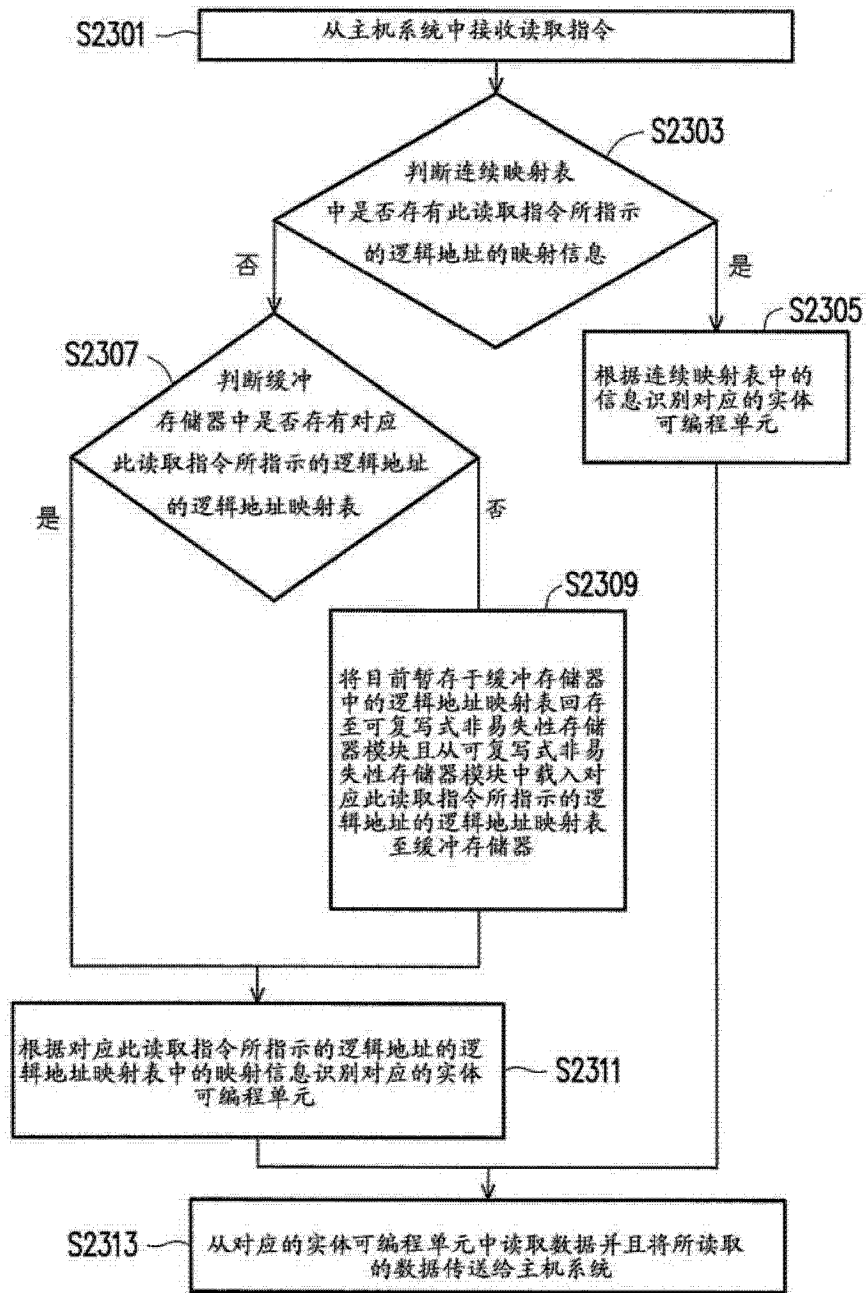 S2301
从主机系统中接收读取指令
S2303
判断连续映射表
中是否存有此读取指令所指示
的逻辑地址的映射信息
否
是
S2305
根据连续映射表中的
信息识别对应的实体
可编程单元
S2307
判断缓冲
存储器中是否存有对应
此读取指令所指示的逻辑地址
的逻辑地址映射表
是
否
S2309
将目前暂存于缓冲存储器
中的逻辑地址映射表回存
至可复写式非易失性存储
器模块且从可复写式非易
失性存储器模块中载入对
应此读取指令所指示的逻
辑地址的逻辑地址映射表
至缓冲存储器
根据对应此读取指令所指示的逻辑地址的逻
辑地址映射表中的映射信息识别对应的实体
可编程单元
S2311
S2313
从对应的实体可编程单元中读取数据并且将所读取
的数据传送给主机系统